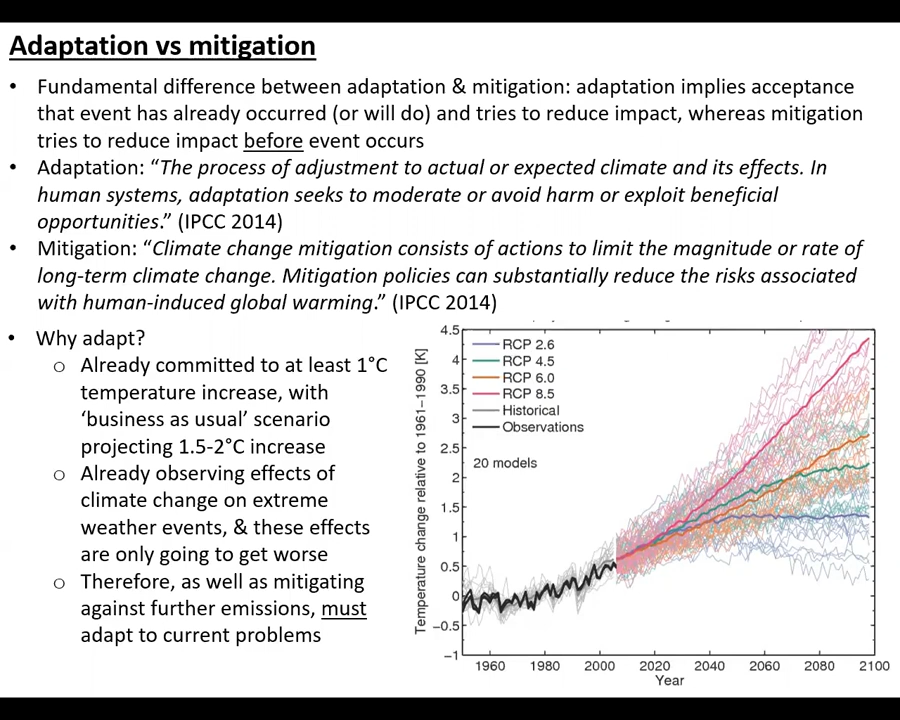 Adaptation vs mitigation
• Fundamental difference between adaptation & mitigation: adaptation implies acceptance
that event has already occurred (or will do) and tries to reduce impact, whereas mitigation
tries to reduce impact before event occurs
• Adaptation: “The process of adjustment to actual or expected climate and its effects. In
human systems, adaptation seeks to moderate or avoid harm or exploit beneficial
opportunities.” (IPCC 2014)
• Mitigation: “Climate change mitigation consists of actions to limit the magnitude or rate of
long-term climate change. Mitigation policies can substantially reduce the risks associated
with human-induced global warming.” (IPCC 2014)
• Why adapt?
○ Already committed to at least 1°C
temperature increase, with
‘business as usual’ scenario
projecting 1.5-2°C increase
○ Already observing effects of
climate change on extreme
weather events, & these effects
are only going to get worse
○ Therefore, as well as mitigating
against further emissions, must
adapt to current problems
Temperature change relative to 1961–1990 [K]
4.5
4
3.5
3
2.5
2
1.5
1
0.5
0
−0.5
−1
RCP 2.6
RCP 4.5
RCP 6.0
RCP 8.5
Historical
Observations
20 models
1960 1980 2000 2020 2040 2060 2080 2100
Year